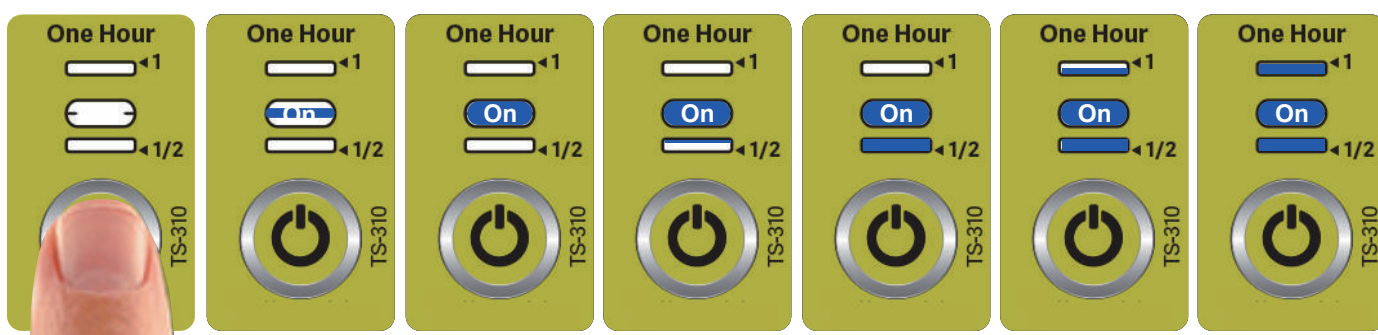 One Hour One Hour One Hour One Hour One Hour One Hour One Hour
◂1 ◂1 ◂1 ◂1 ◂1 ◂1 ◂1
On On On On On On
◂1/2 ◂1/2 ◂1/2 ◂1/2 ◂1/2 ◂1/2 ◂1/2
TS-310 TS-310 TS-310 TS-310 TS-310 TS-310 TS-310